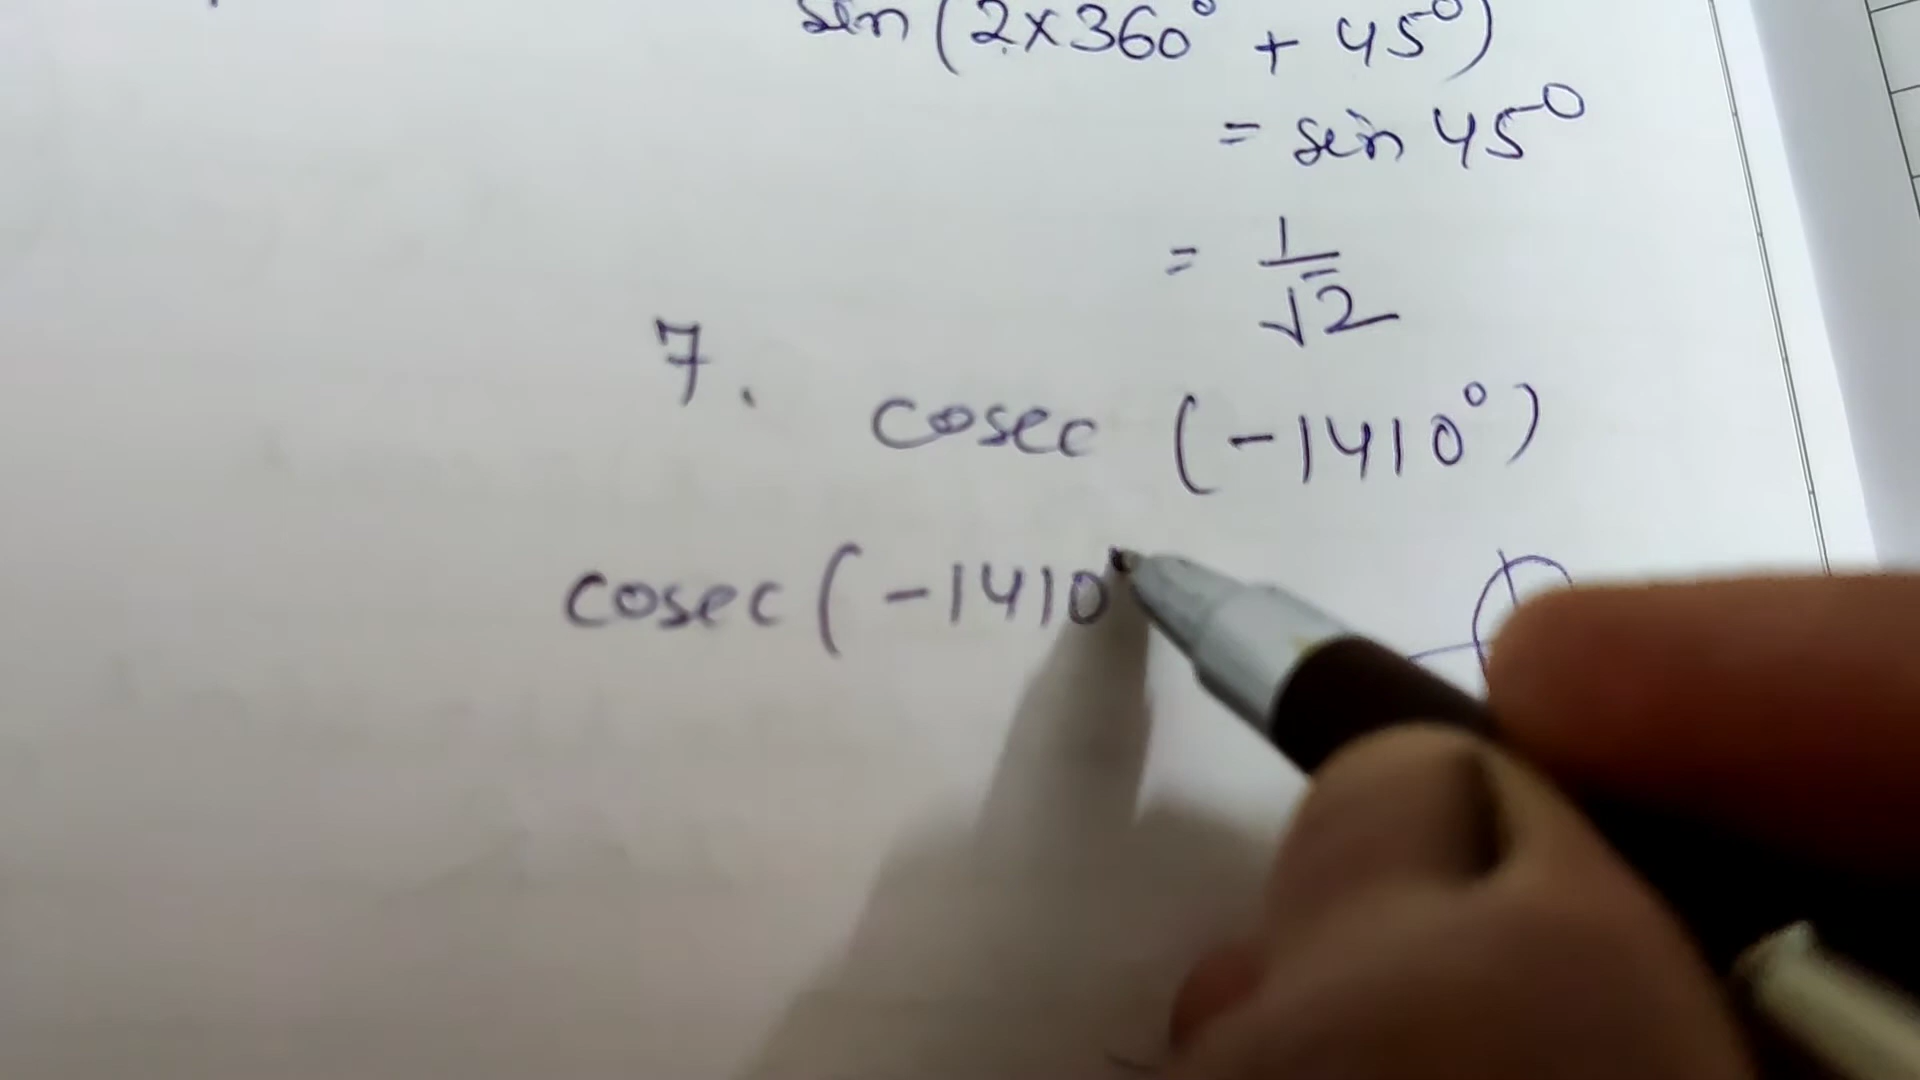 sin (2×360° + 45°)
= sin 45°
= 1/√2
7. cosec (-1410°)
cosec (-1410°